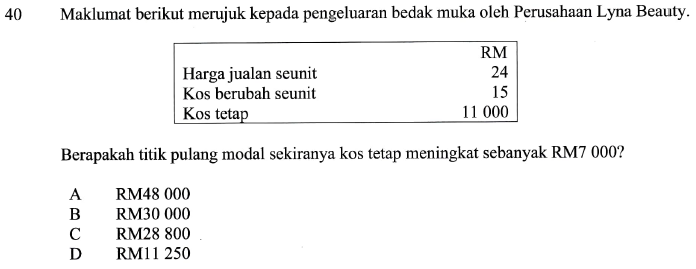 40 Maklumat berikut merujuk kepada pengeluaran bedak muka oleh Perusahaan Lyna Beauty.
RM
Harga jualan seunit 24
Kos berubah seunit 15
Kos tetap 11 000
Berapakah titik pulang modal sekiranya kos tetap meningkat sebanyak RM7 000?
A RM48 000
B RM30 000
C RM28 800
D RM11 250